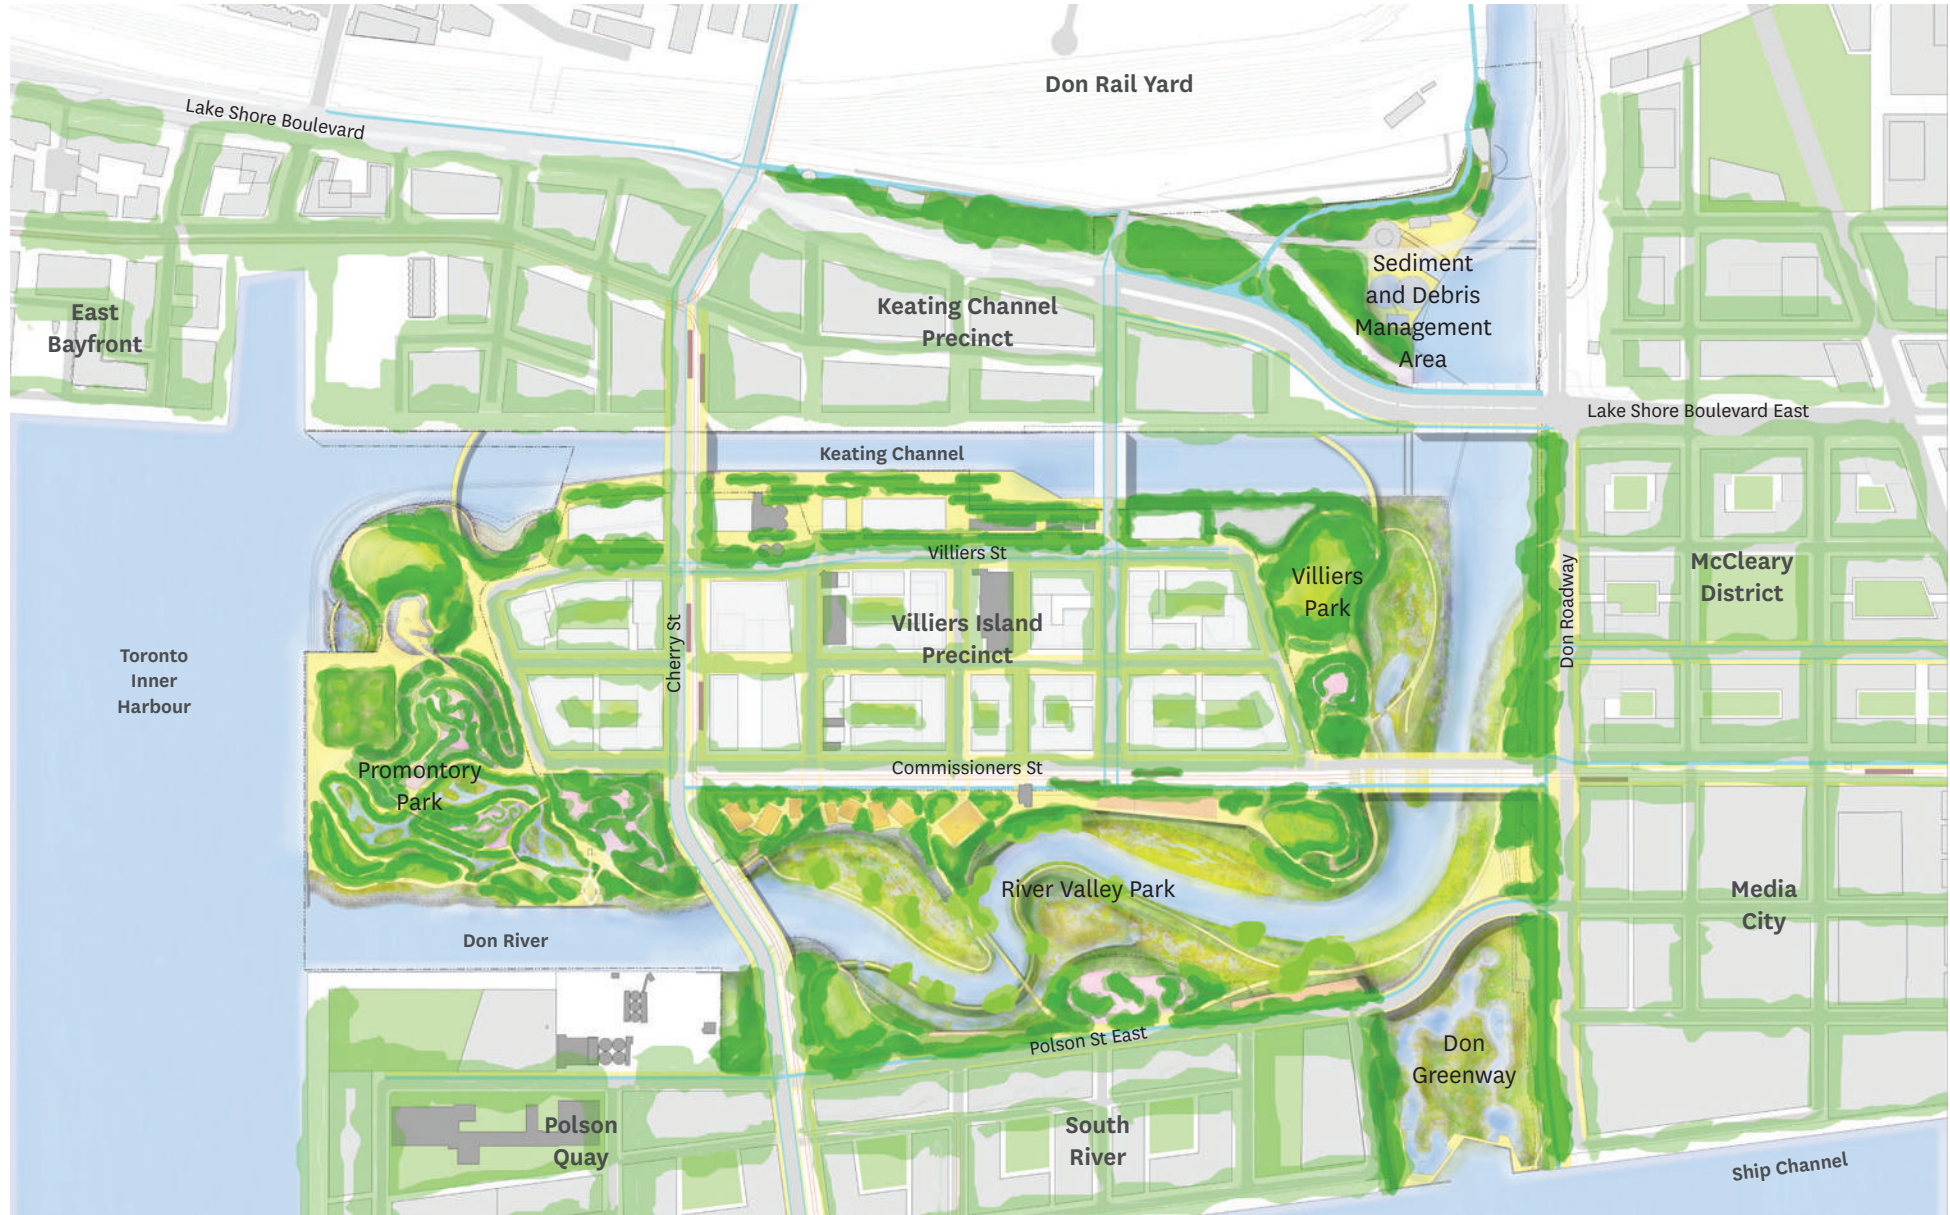 Don Rail Yard
Lake Shore Boulevard
Sediment
and Debris
Management
Area
East
Bayfront
Keating Channel
Precinct
Lake Shore Boulevard East
Keating Channel
Villiers St
Villiers
Park
Don Roadway
McCleary
District
Villiers Island
Precinct
Cherry St
Toronto
Inner
Harbour
Promontory
Park
Commissioners St
River Valley Park
Media
City
Don River
Polson St East
Don
Greenway
Polson
Quay
South
River
Ship Channel